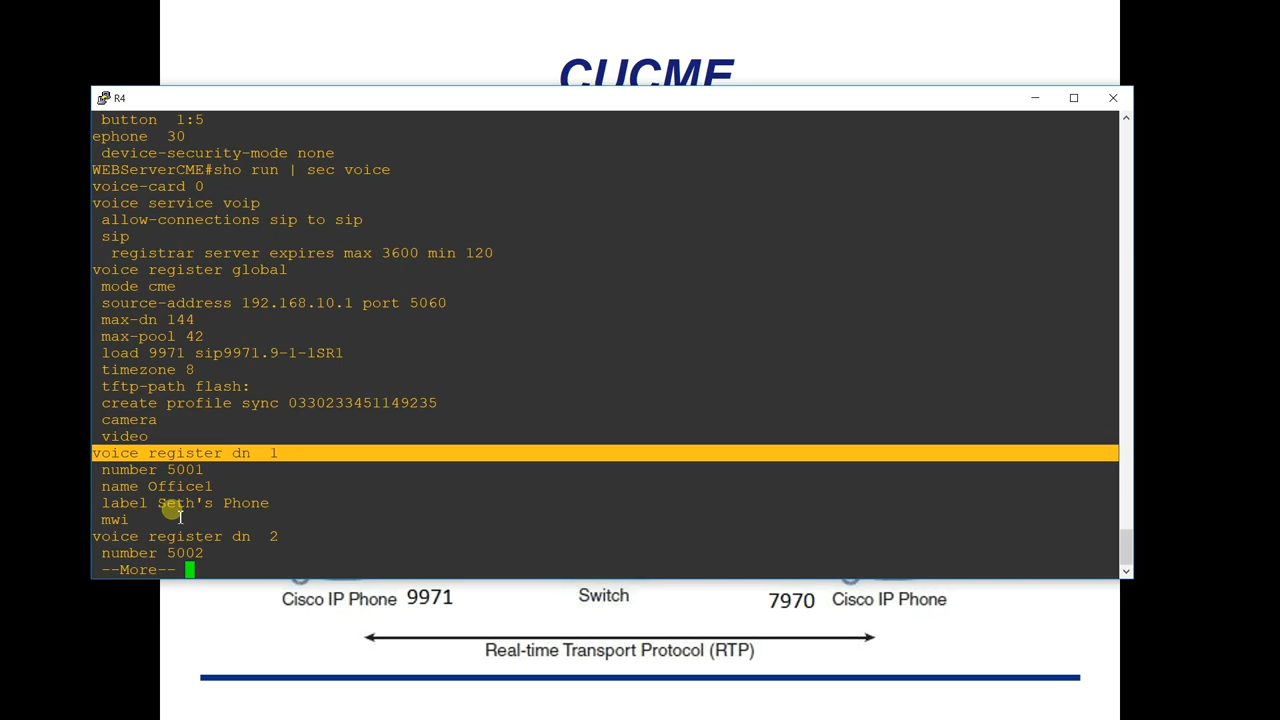 CUCME
R4
button  1:5
ephone  30
device-security-mode none
WEBServerCME#sho run | sec voice
voice-card 0
voice service voip
allow-connections sip to sip
sip
registrar server expires max 3600 min 120
voice register global
mode cme
source-address 192.168.10.1 port 5060
max-dn 144
max-pool 42
load 9971 sip9971.9-1-1SR1
timezone 8
tftp-path flash:
create profile sync 0330233451149235
camera
video
voice register dn  1
number 5001
name Office1
label Seth's Phone
mwi
voice register dn  2
number 5002
--More--
Cisco IP Phone 9971 Switch 7970 Cisco IP Phone
Real-time Transport Protocol (RTP)